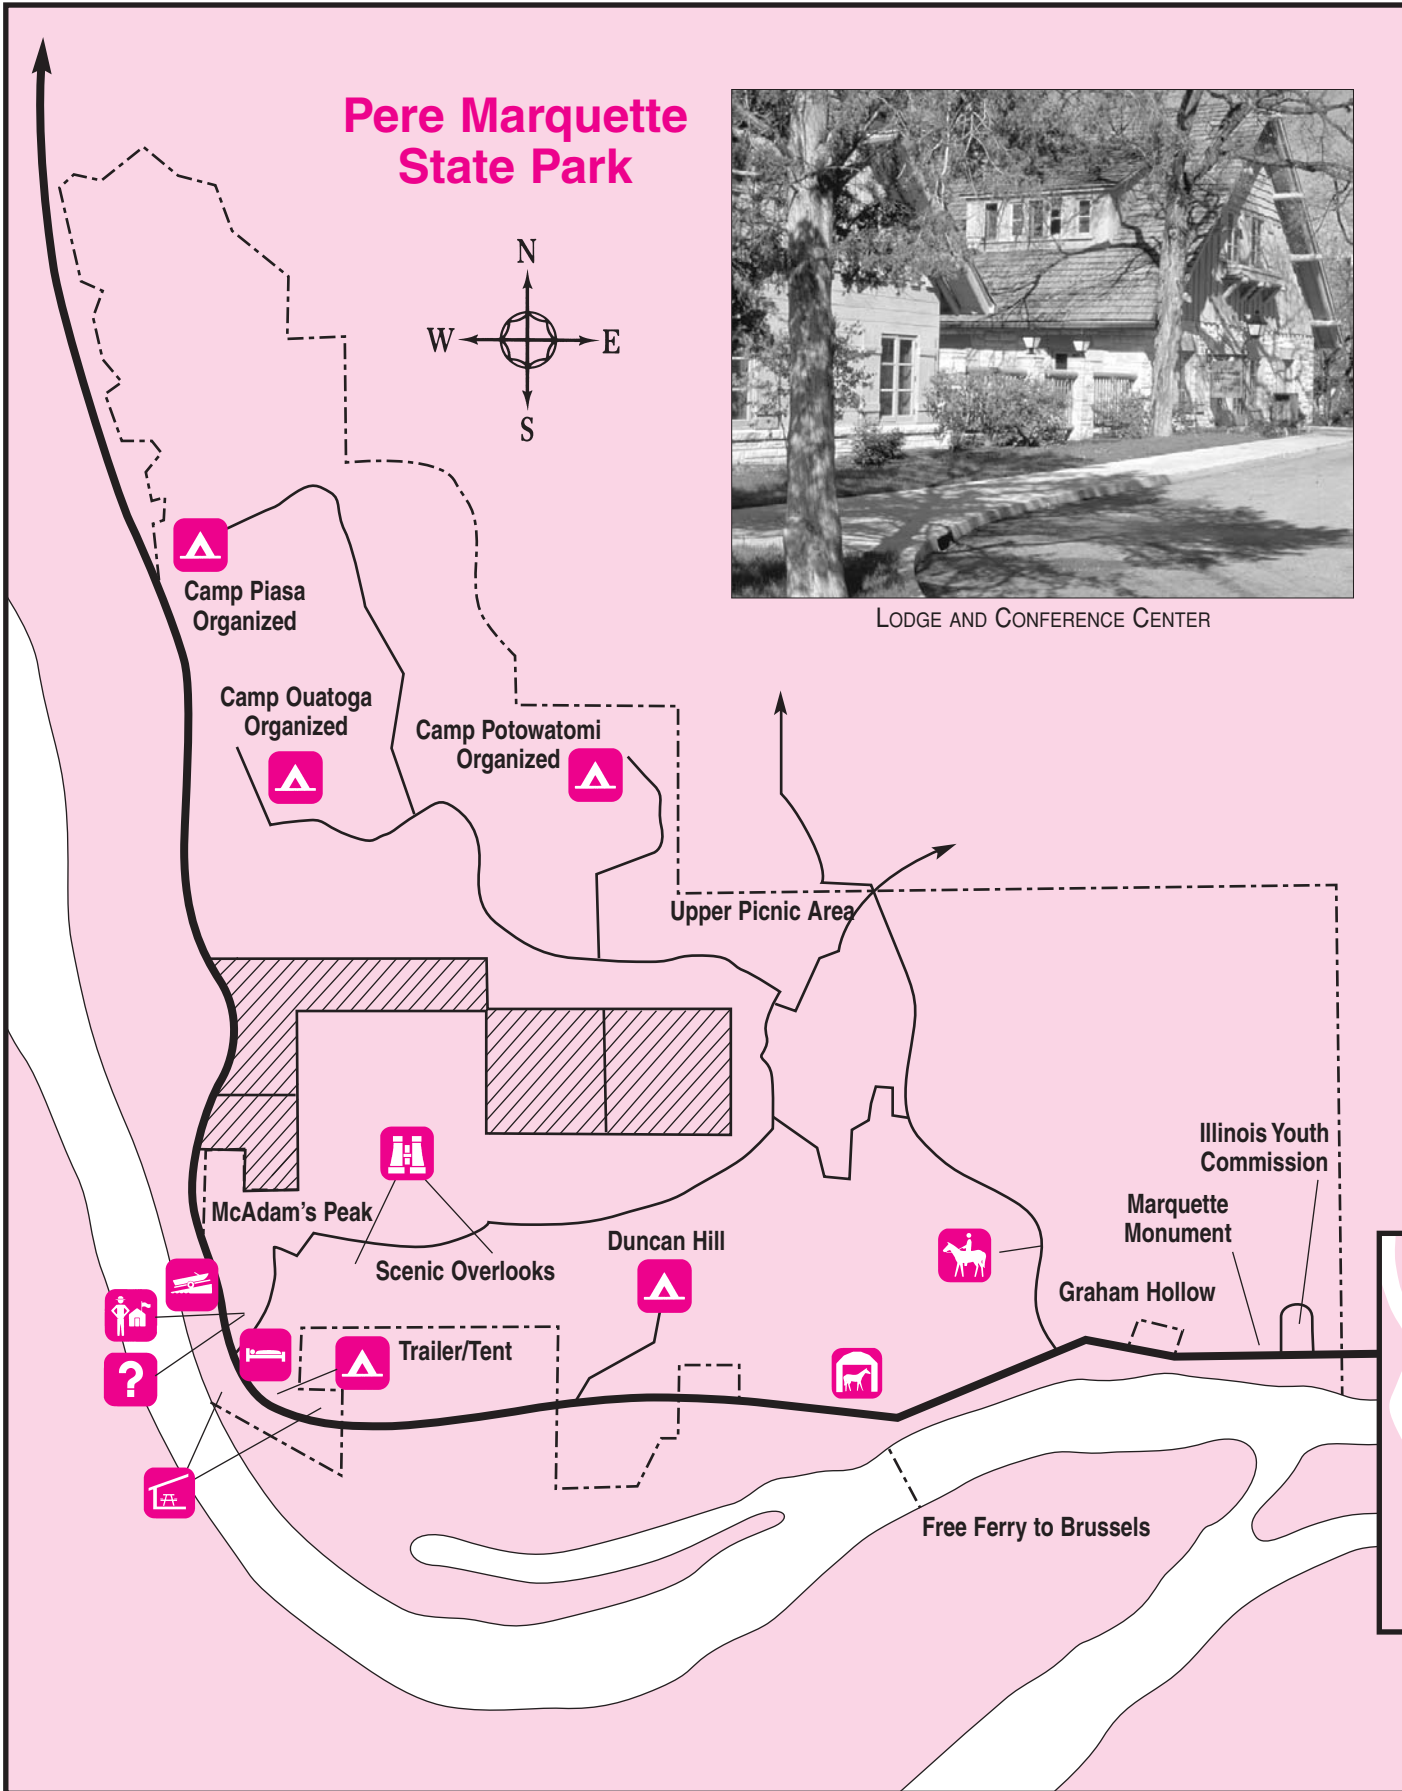 Pere Marquette
State Park
N
W
E
S
LODGE AND CONFERENCE CENTER
Camp Piasa
Organized
Camp Ouatoga
Organized
Camp Potowatomi
Organized
Upper Picnic Area
Illinois Youth
Commission
Marquette
Monument
McAdam's Peak
Duncan Hill
Scenic Overlooks
Graham Hollow
Trailer/Tent
?
Free Ferry to Brussels